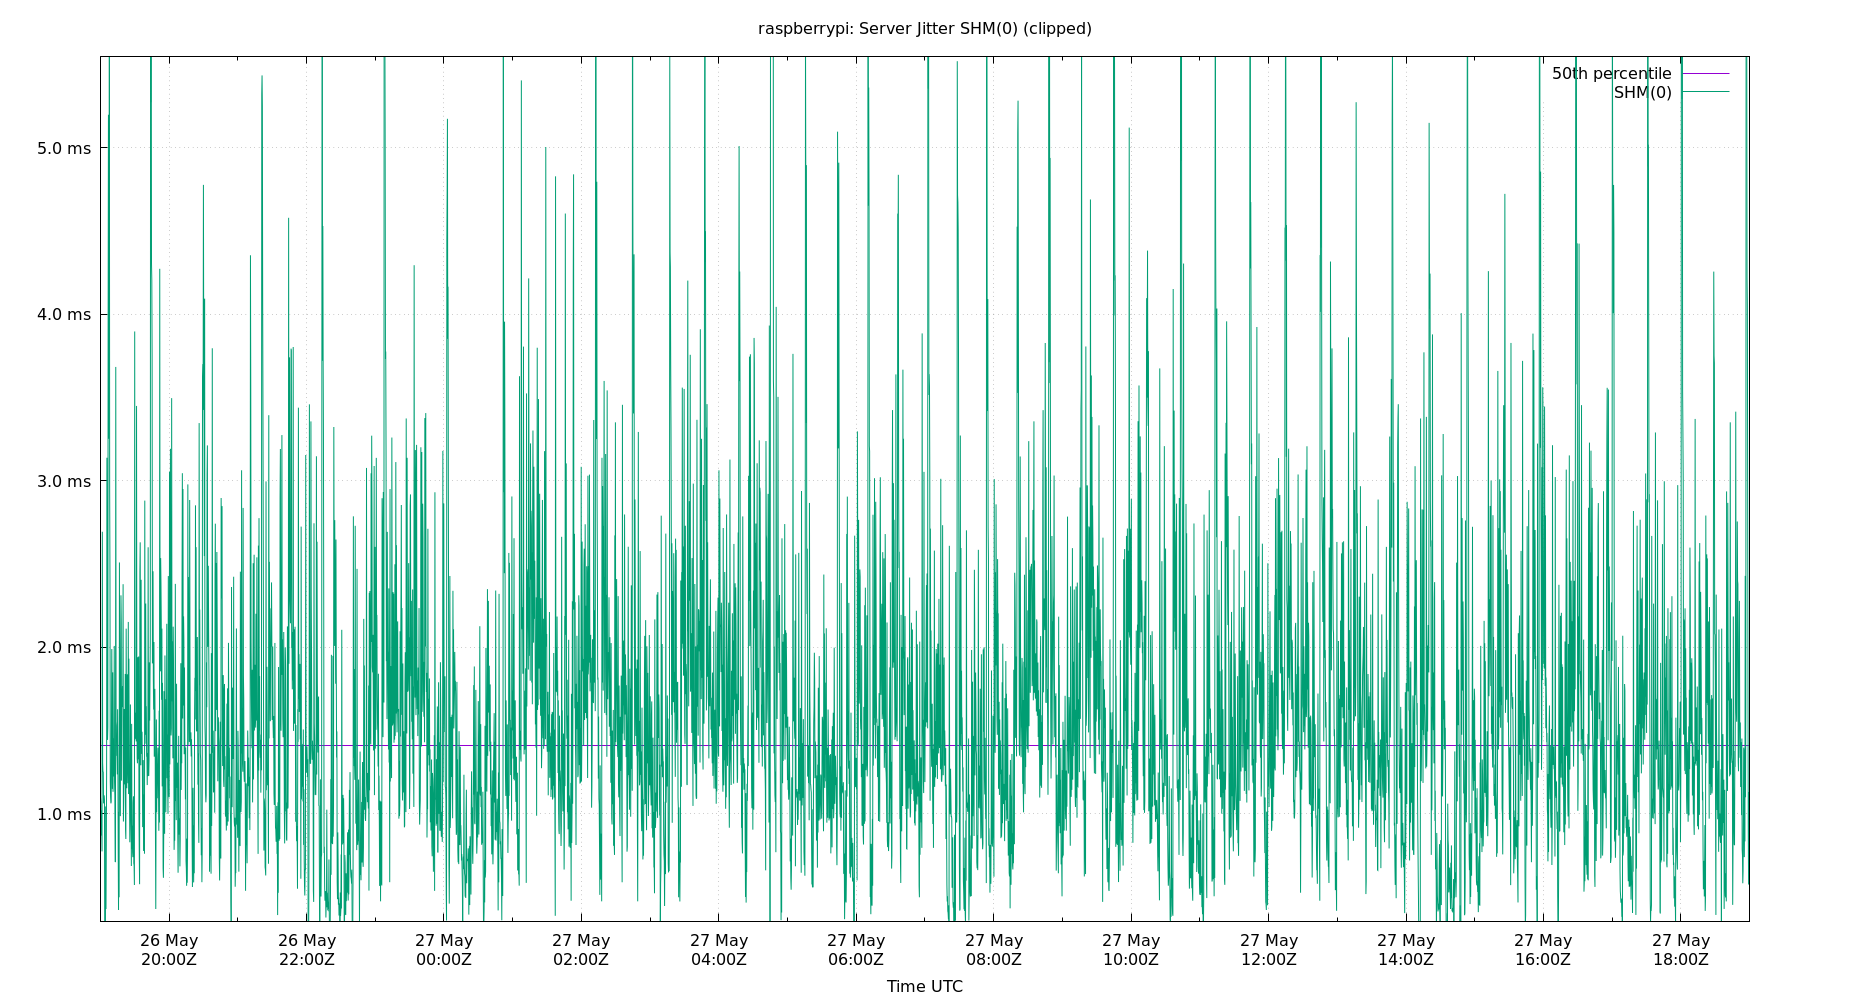 raspberrypi: Server Jitter SHM(0) (clipped)
50th percentile
SHM(0)
5.0 ms
4.0 ms
3.0 ms
2.0 ms
1.0 ms
26 May 26 May 27 May 27 May 27 May 27 May 27 May 27 May 27 May 27 May 27 May 27 May
20:00Z 22:00Z 00:00Z 02:00Z 04:00Z 06:00Z 08:00Z 10:00Z 12:00Z 14:00Z 16:00Z 18:00Z
Time UTC